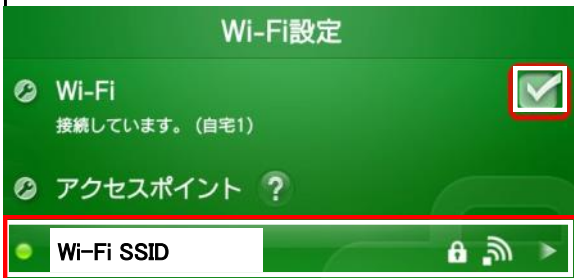 Wi-Fi設定
Wi-Fi
接続しています。(自宅1)
アクセスポイント ?
Wi-Fi SSID